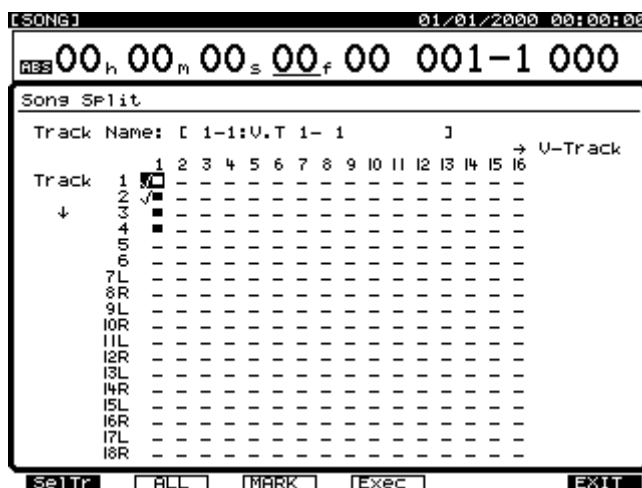 [SONG] 01/01/2000 00:00:00
ABS 00h 00m 00s 00f 00 001-1 000
Song Split
Track Name: [ 1-1:V.T 1- 1 ]
→ V-Track
1 2 3 4 5 6 7 8 9 10 11 12 13 14 15 16
Track 1 √□ – – – – – – – – – – – – – – –
2 √■ – – – – – – – – – – – – – – –
↓ 3 ■ – – – – – – – – – – – – – – –
4 ■ – – – – – – – – – – – – – – –
5 – – – – – – – – – – – – – – – –
6 – – – – – – – – – – – – – – – –
7L – – – – – – – – – – – – – – – –
8R – – – – – – – – – – – – – – – –
9L – – – – – – – – – – – – – – – –
10R – – – – – – – – – – – – – – – –
11L – – – – – – – – – – – – – – – –
12R – – – – – – – – – – – – – – – –
13L – – – – – – – – – – – – – – – –
14R – – – – – – – – – – – – – – – –
15L – – – – – – – – – – – – – – – –
16R – – – – – – – – – – – – – – – –
17L – – – – – – – – – – – – – – – –
18R – – – – – – – – – – – – – – – –
SelTr ALL MARK Exec EXIT